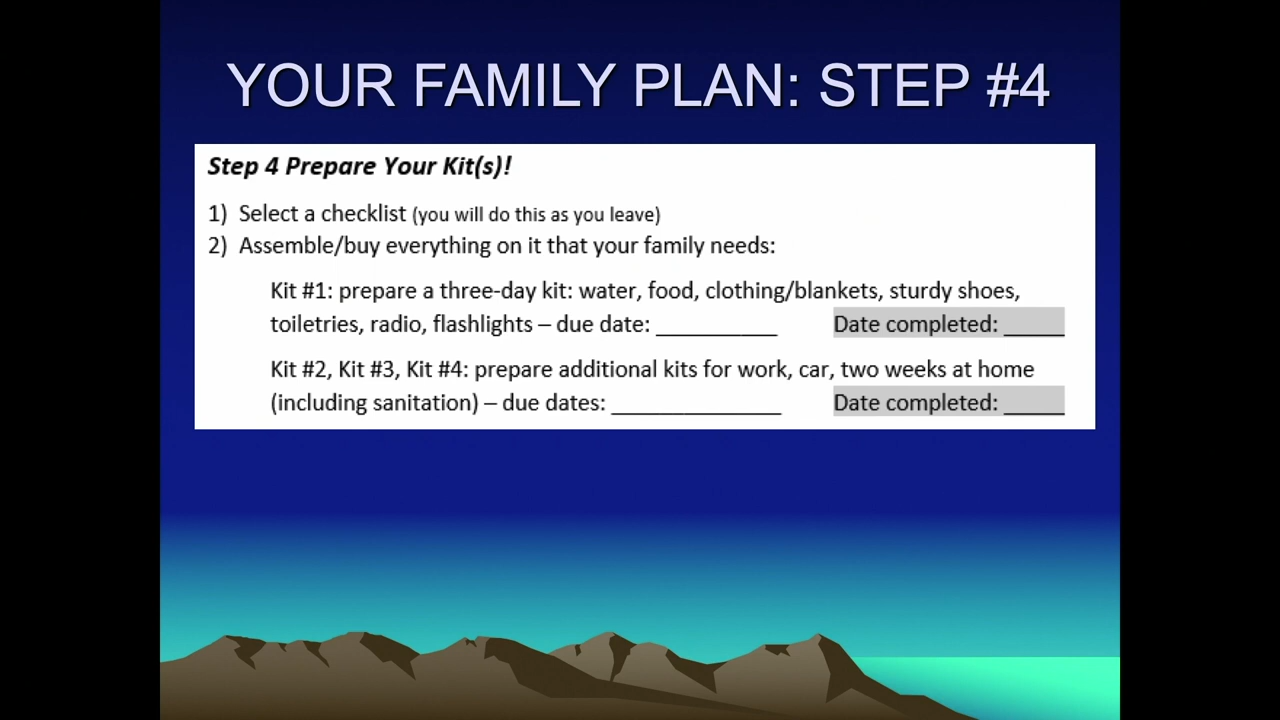 YOUR FAMILY PLAN: STEP #4
Step 4 Prepare Your Kit(s)!
1) Select a checklist (you will do this as you leave)
2) Assemble/buy everything on it that your family needs:
Kit #1: prepare a three-day kit: water, food, clothing/blankets, sturdy shoes,
toiletries, radio, flashlights – due date: __________ Date completed: _____
Kit #2, Kit #3, Kit #4: prepare additional kits for work, car, two weeks at home
(including sanitation) – due dates: ______________ Date completed: _____